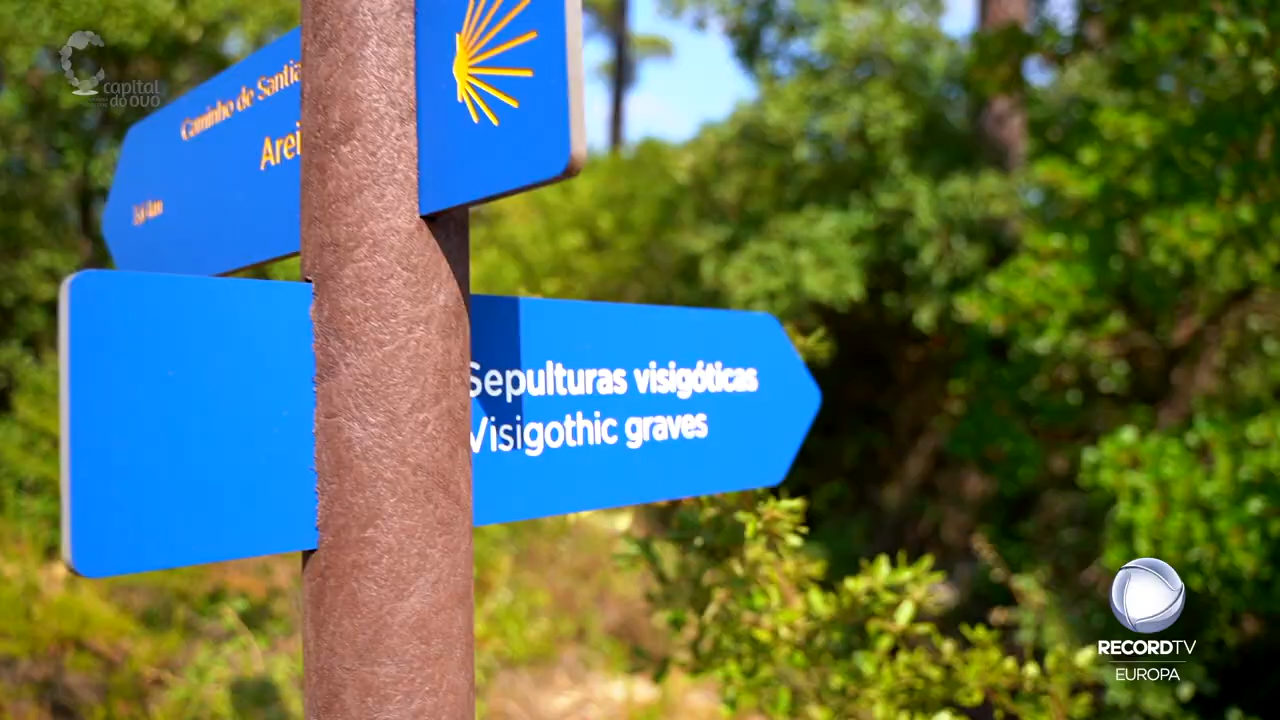 capital
do ovo
Caminho de Santia
Arei
Sepulturas visigóticas
Visigothic graves
RECORDTV
EUROPA